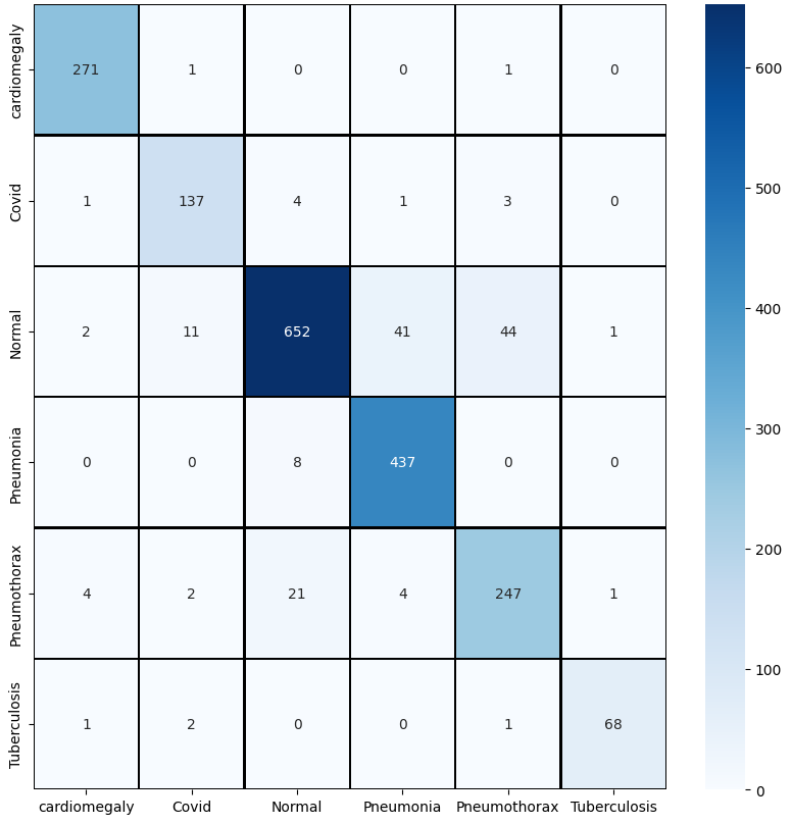 cardiomegaly 271 1 0 0 1 0
Covid 1 137 4 1 3 0
Normal 2 11 652 41 44 1
Pneumonia 0 0 8 437 0 0
Pneumothorax 4 2 21 4 247 1
Tuberculosis 1 2 0 0 1 68
cardiomegaly Covid Normal Pneumonia Pneumothorax Tuberculosis
600
500
400
300
200
100
0